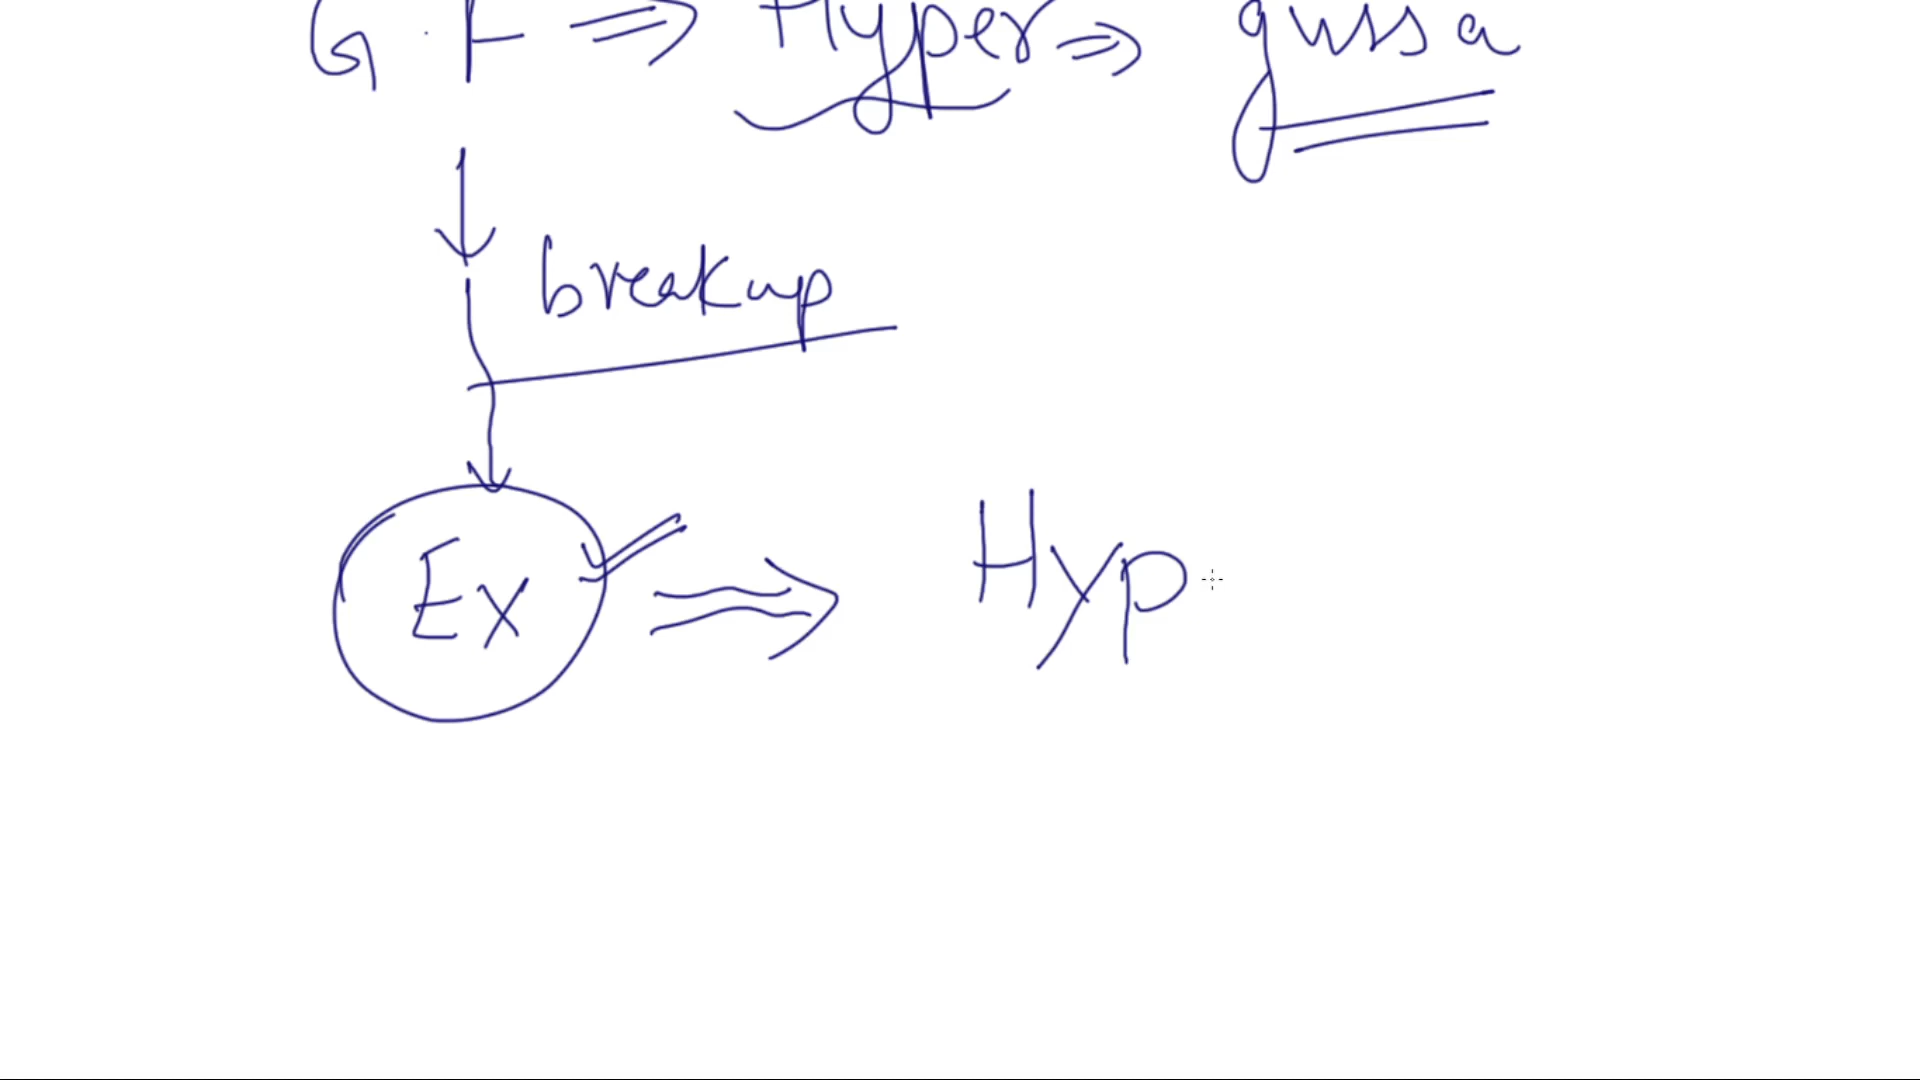 G.F ⇒ Hyper ⇒ gussa
breakup
Ex ⇒ Hyp